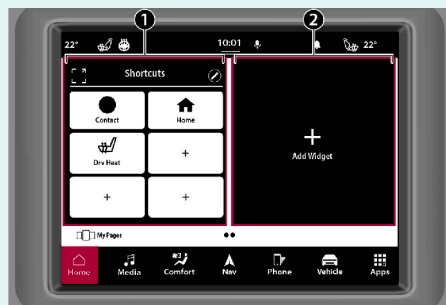 1
2
22°
10:01
22°
Shortcuts
Contact
Home
Drv Heat
+
+
+
+
Add Widget
My Pages
Home
Media
Comfort
Nav
Phone
Vehicle
Apps